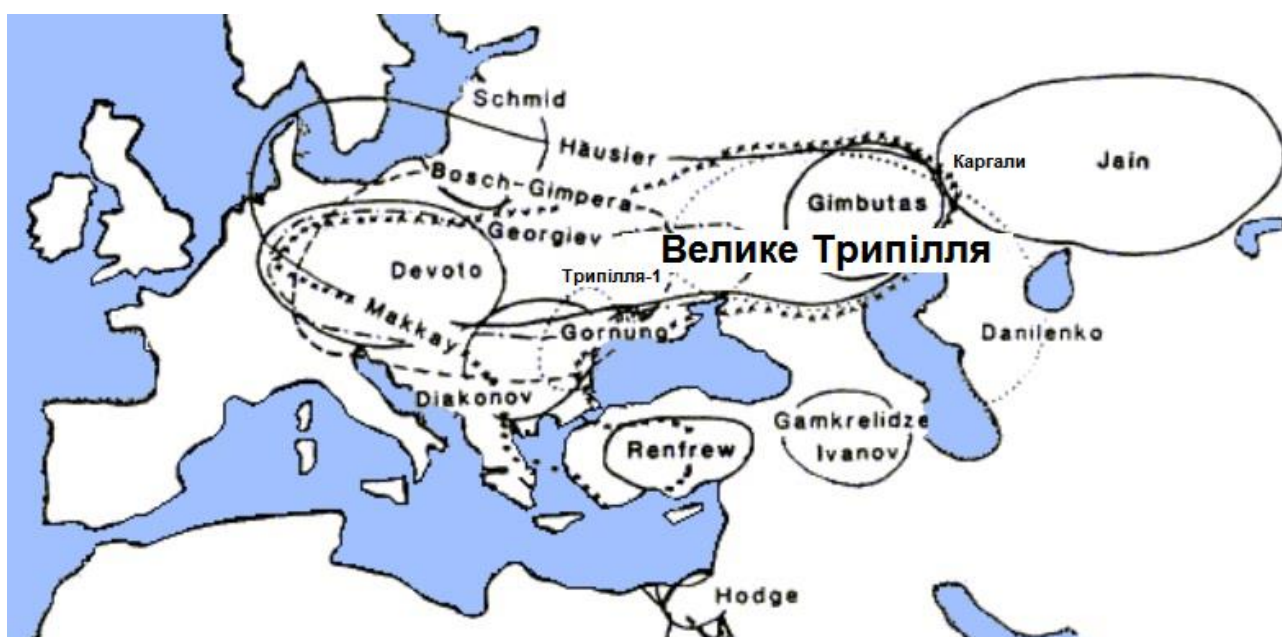 Schmid
Häusler
Bosch-Gimpera
Georgiev
Каргали
Jain
Gimbutas
Велике Трипілля
Devoto
Трипілля-1
Makkay
Gornung
Danilenko
Diakonov
Gamkrelidze
Ivanov
Renfrew
Hodge